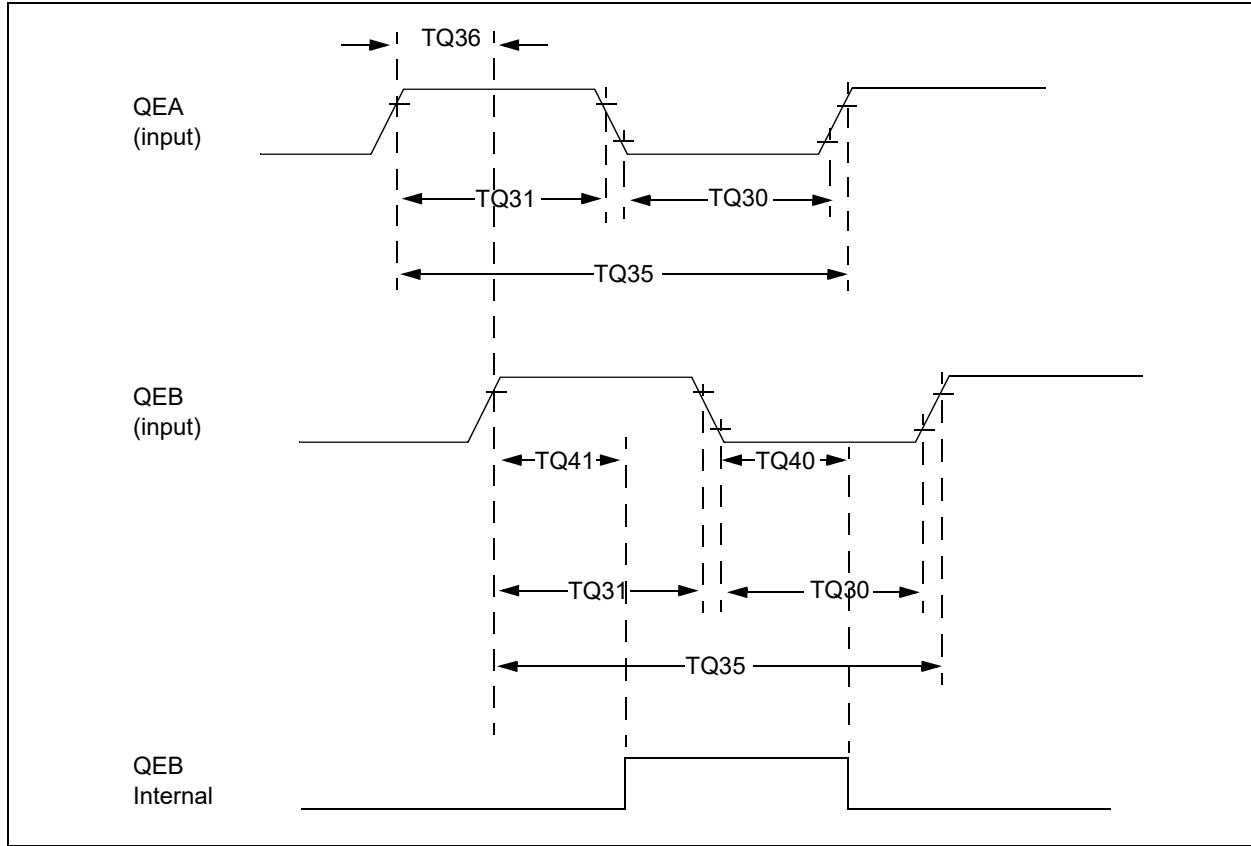 TQ36
QEA
(input)
TQ31
TQ30
TQ35
QEB
(input)
TQ41
TQ40
TQ31
TQ30
TQ35
QEB
Internal